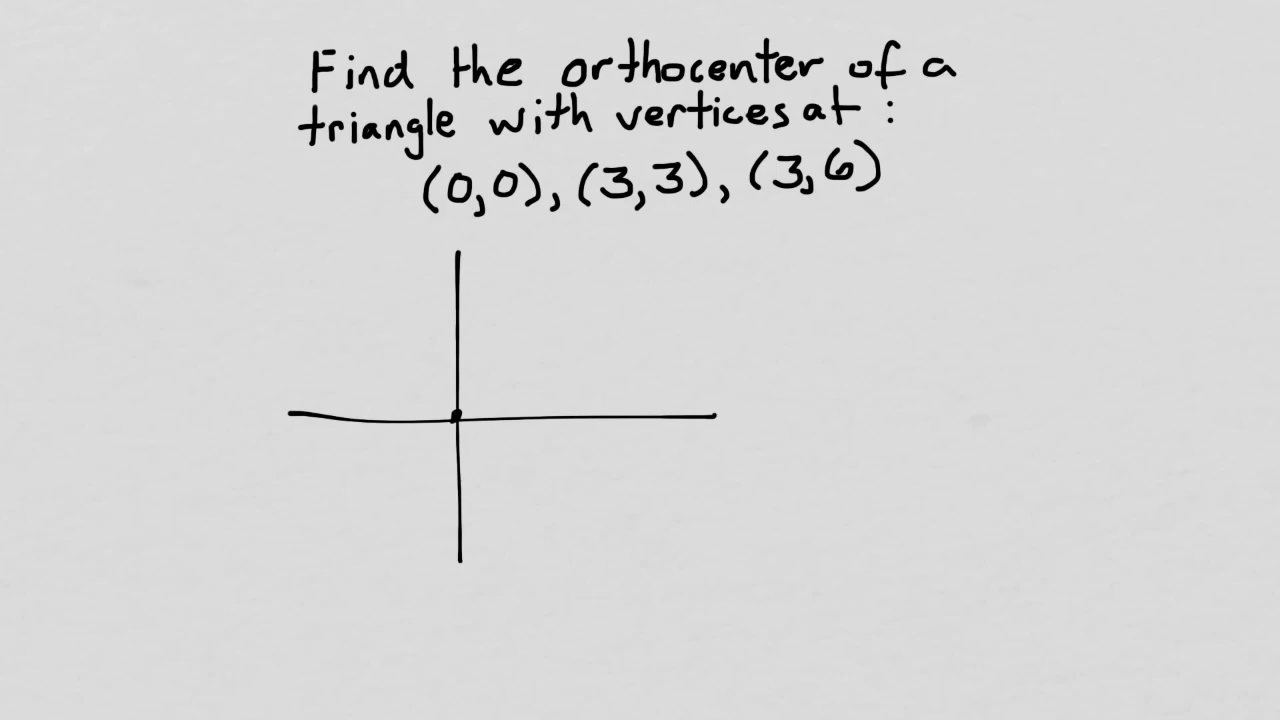 Find the orthocenter of a
triangle with vertices at :
(0,0), (3,3), (3,6)